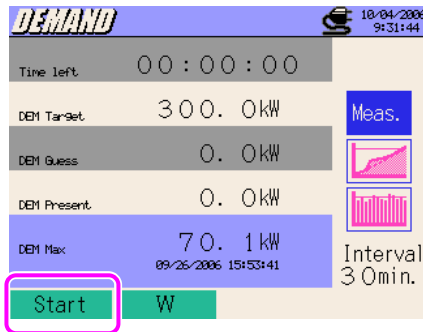 DEMAND
10/04/2006
9:31:44
Time left 00:00:00
DEM Target 300.0kW
DEM Guess 0.0kW
DEM Present 0.0kW
DEM Max 70.1kW
09/26/2006 15:53:41
Meas.
Interval
30min.
Start W